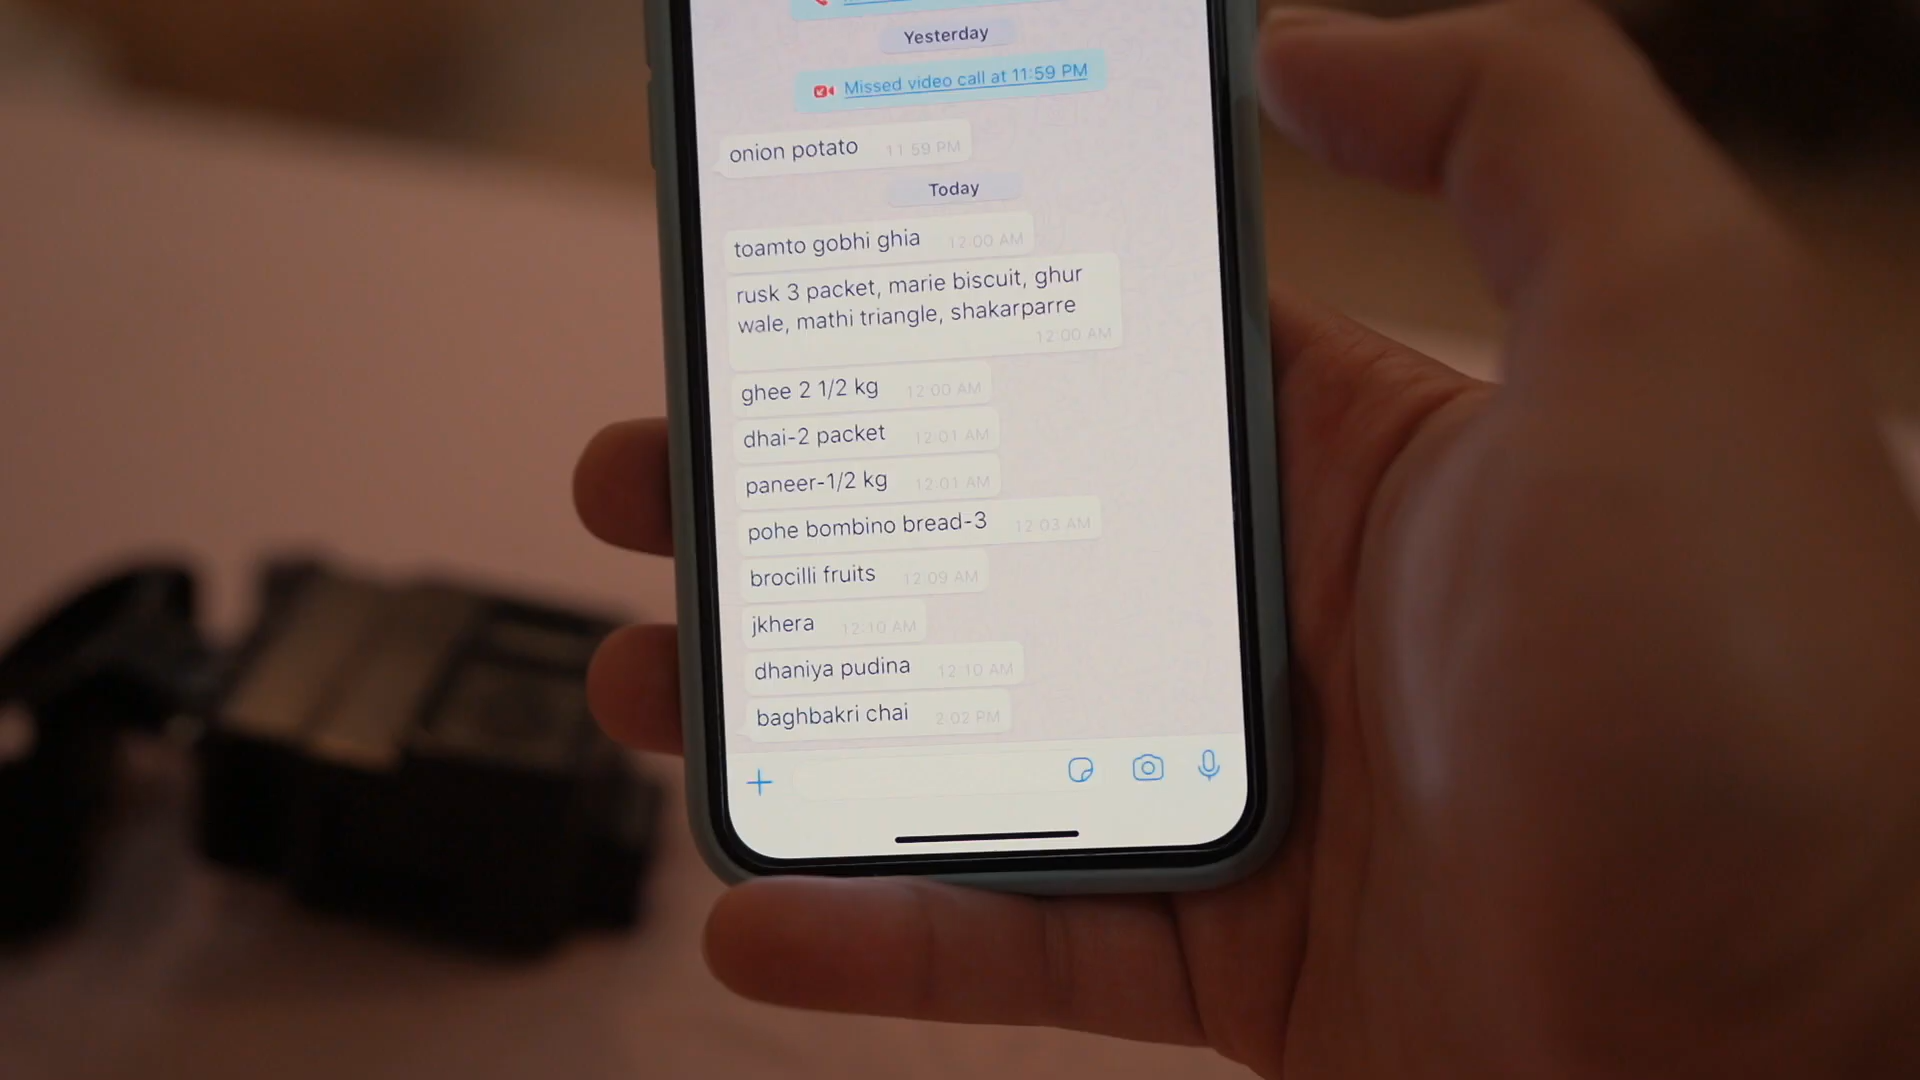 Yesterday
Missed video call at 11:59 PM
onion potato 11:59 PM
Today
toamto gobhi ghia 12:00 AM
rusk 3 packet, marie biscuit, ghur
wale, mathi triangle, shakarparre
12:00 AM
ghee 2 1/2 kg 12:00 AM
dhai-2 packet 12:01 AM
paneer-1/2 kg 12:01 AM
pohe bombino bread-3 12:03 AM
brocilli fruits 12:09 AM
jkhera 12:10 AM
dhaniya pudina 12:10 AM
baghbakri chai 2:02 PM